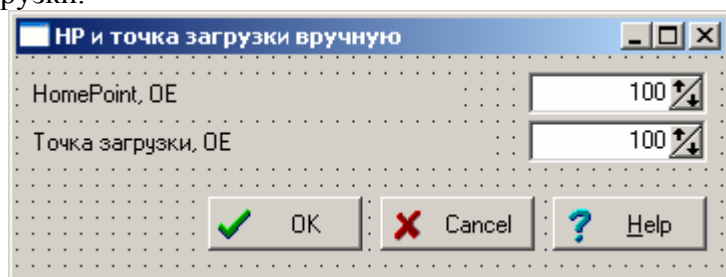 рузки.
HP и точка загрузки вручную
HomePoint, OE 100
Точка загрузки, OE 100
OK Cancel Help